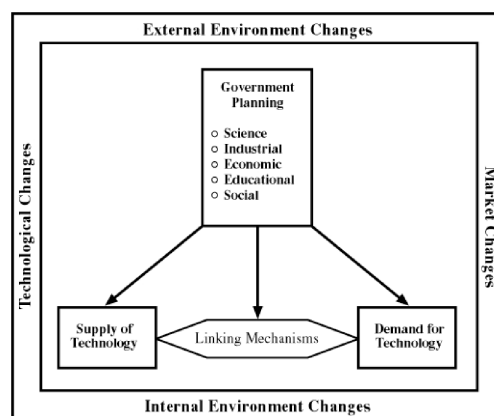 External Environment Changes
Government
Planning
Science
Industrial
Economic
Educational
Social
Technological Changes
Market Changes
Supply of
Technology
Linking Mechanisms
Demand for
Technology
Internal Environment Changes